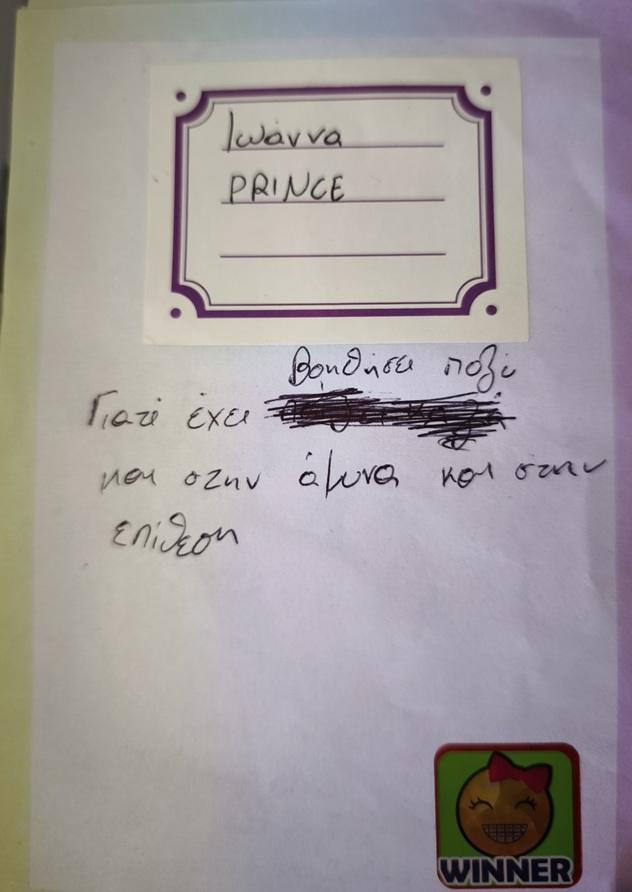 Ιωάννα
PRINCE
βοηθήσει πολύ
Γιατί έχει
και στην άμυνα και στην
επίθεση
WINNER